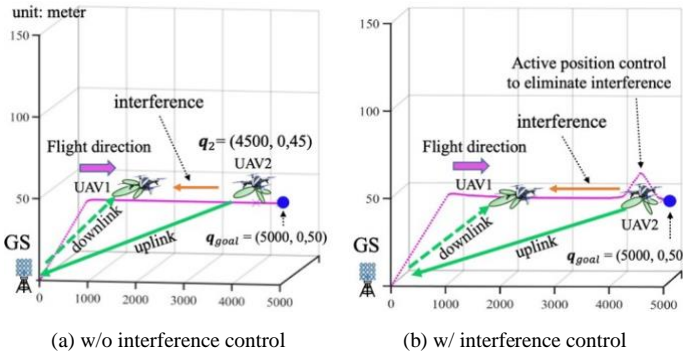 unit: meter
150
100
50
0
interference
q₂= (4500, 0,45)
Flight direction
UAV1
UAV2
GS
downlink
uplink
q_goal = (5000, 0,50)
0 1000 2000 3000 4000 5000
(a) w/o interference control
150
100
50
0
Active position control
to eliminate interference
interference
Flight direction
UAV1
UAV2
GS
downlink
uplink
q_goal = (5000, 0,50)
0 1000 2000 3000 4000 5000
(b) w/ interference control